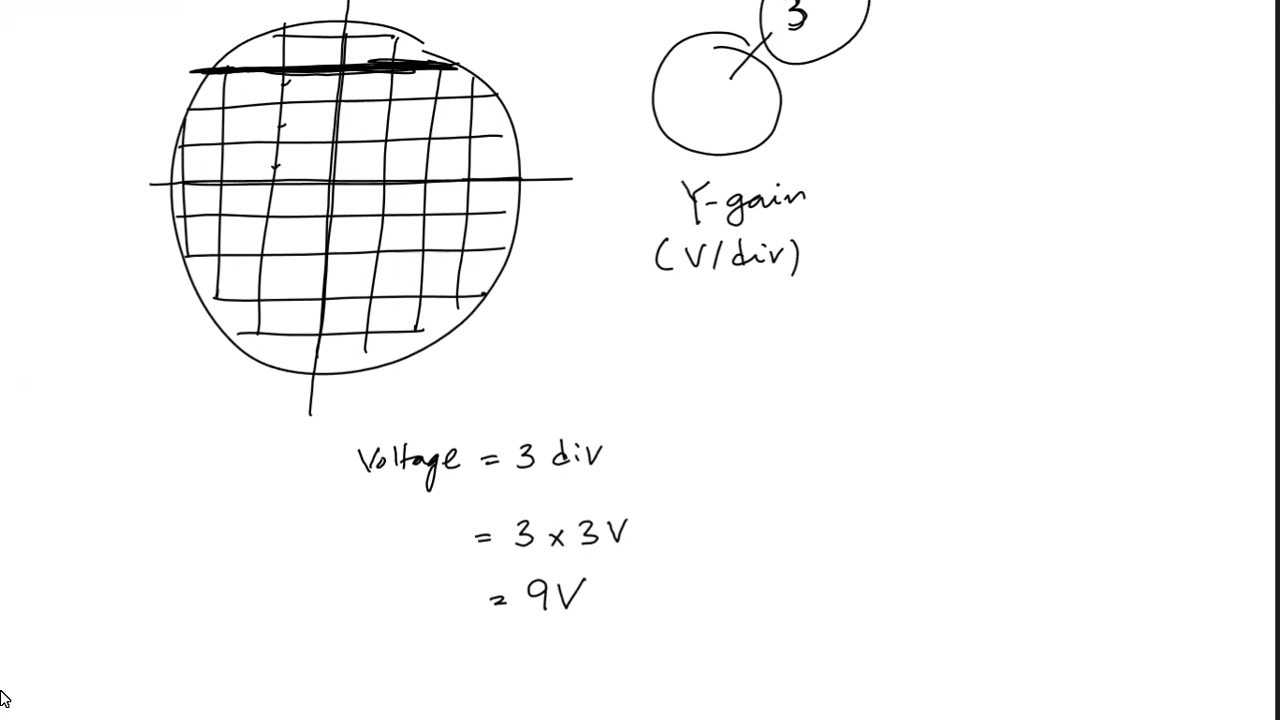 3
Y-gain
(V/div)
Voltage = 3 div
= 3 x 3V
= 9V